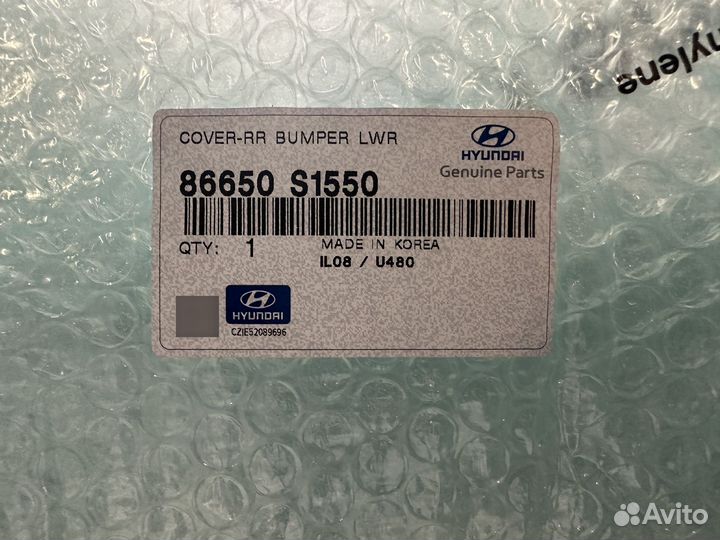 hylene
COVER-RR BUMPER LWR
HYUNDAI
Genuine Parts
86650 S1550
QTY: 1
MADE IN KOREA
IL08 / U480
HYUNDAI
CZIE52089696
Avito